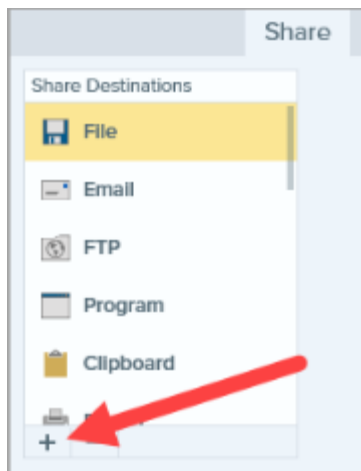 Share
Share Destinations
File
Email
FTP
Program
Clipboard